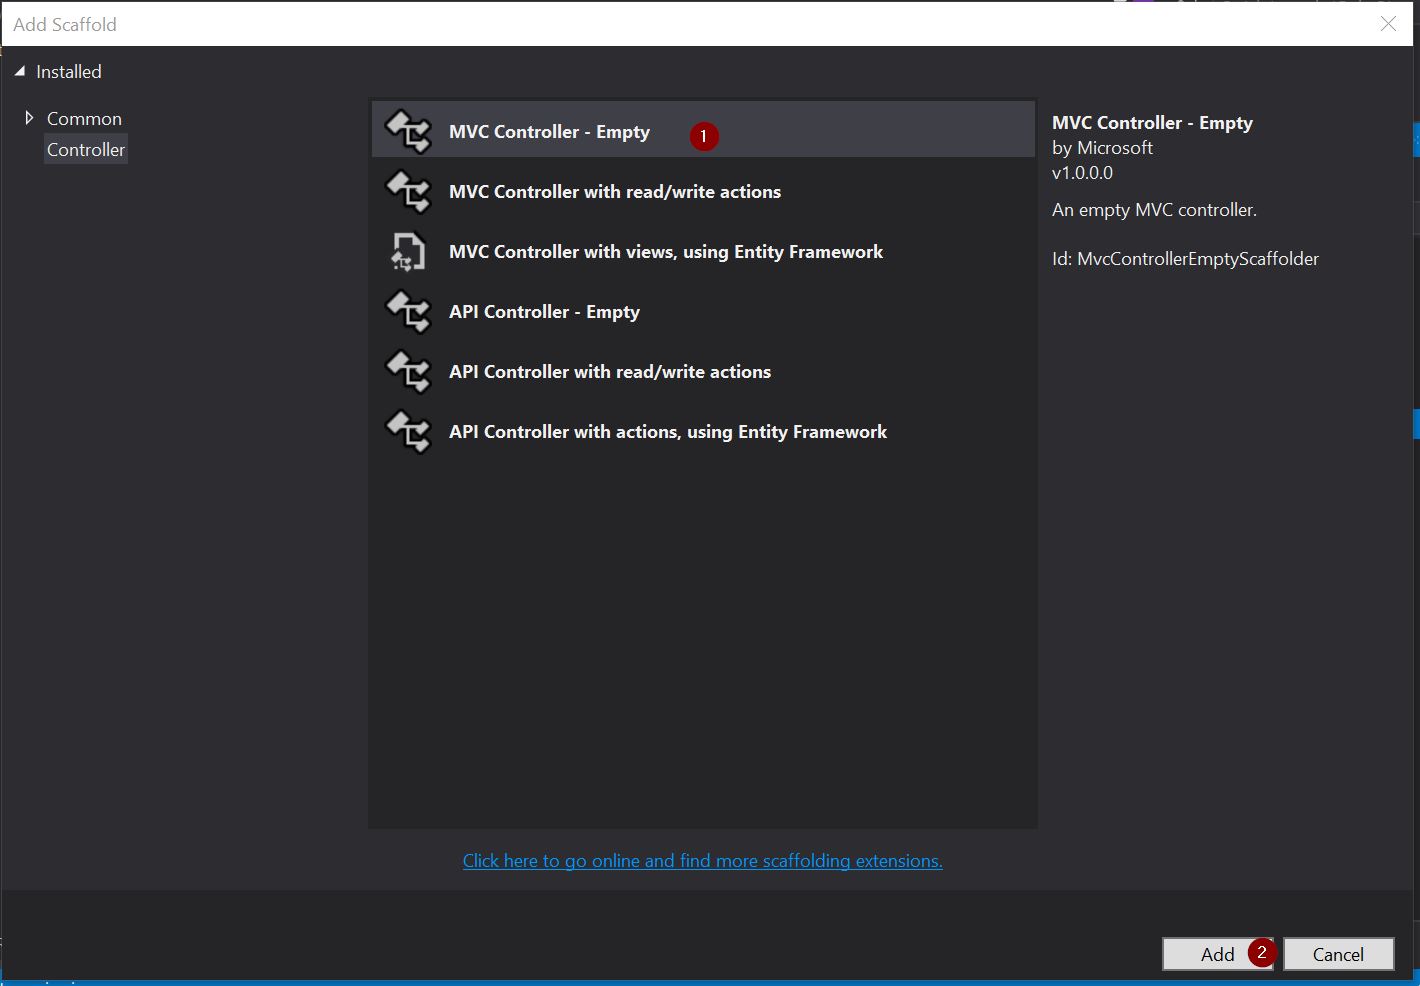 Add Scaffold
Installed
Common
Controller
MVC Controller - Empty
1
MVC Controller with read/write actions
MVC Controller with views, using Entity Framework
API Controller - Empty
API Controller with read/write actions
API Controller with actions, using Entity Framework
MVC Controller - Empty
by Microsoft
v1.0.0.0
An empty MVC controller.
Id: MvcControllerEmptyScaffolder
Click here to go online and find more scaffolding extensions.
Add
2
Cancel